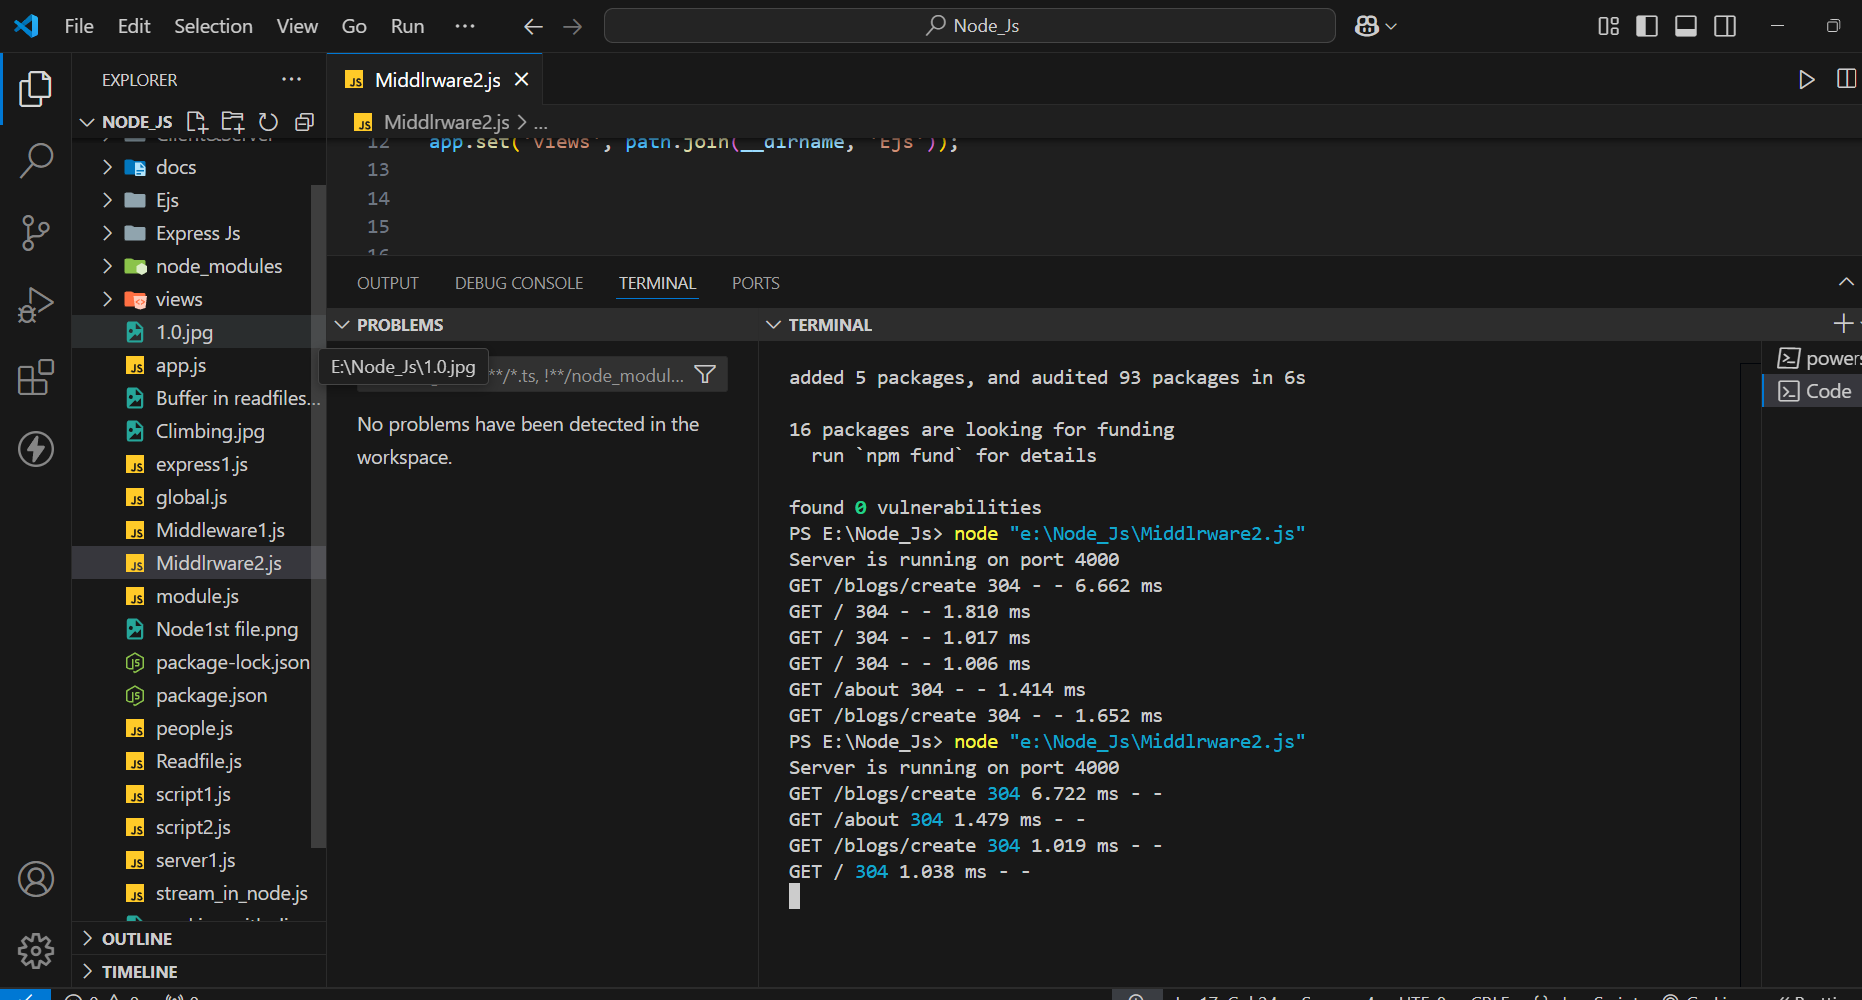 File Edit Selection View Go Run ··· Node_Js
EXPLORER ···
NODE_JS
docs
Ejs
Express Js
node_modules
views
1.0.jpg
app.js
Buffer in readfiles...
Climbing.jpg
express1.js
global.js
Middleware1.js
Middlrware2.js
module.js
Node1st file.png
package-lock.json
package.json
people.js
Readfile.js
script1.js
script2.js
server1.js
stream_in_node.js
OUTLINE
TIMELINE
E:\Node_Js\1.0.jpg
Middlrware2.js
Middlrware2.js > ...
12 app.set('views', path.join(__dirname, 'Ejs'));
13
14
15
16
OUTPUT DEBUG CONSOLE TERMINAL PORTS
PROBLEMS
**/*.ts, !**/node_modul...
No problems have been detected in the
workspace.
TERMINAL
added 5 packages, and audited 93 packages in 6s
16 packages are looking for funding
run `npm fund` for details
found 0 vulnerabilities
PS E:\Node_Js> node "e:\Node_Js\Middlrware2.js"
Server is running on port 4000
GET /blogs/create 304 - - 6.662 ms
GET / 304 - - 1.810 ms
GET / 304 - - 1.017 ms
GET / 304 - - 1.006 ms
GET /about 304 - - 1.414 ms
GET /blogs/create 304 - - 1.652 ms
PS E:\Node_Js> node "e:\Node_Js\Middlrware2.js"
Server is running on port 4000
GET /blogs/create 304 6.722 ms - -
GET /about 304 1.479 ms - -
GET /blogs/create 304 1.019 ms - -
GET / 304 1.038 ms - -
powers
Code